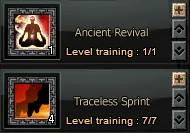 Ancient Revival
1
Level training : 1/1
Traceless Sprint
4
Level training : 7/7